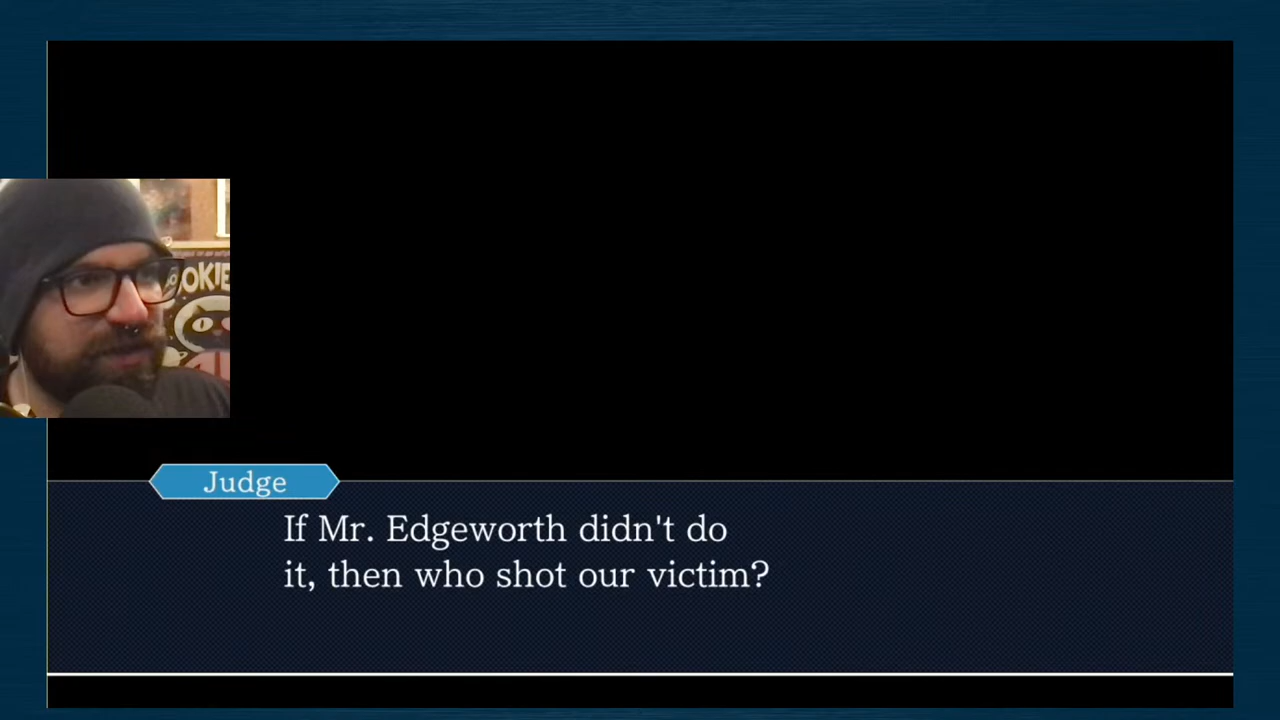 OKIE
Judge
If Mr. Edgeworth didn't do
it, then who shot our victim?